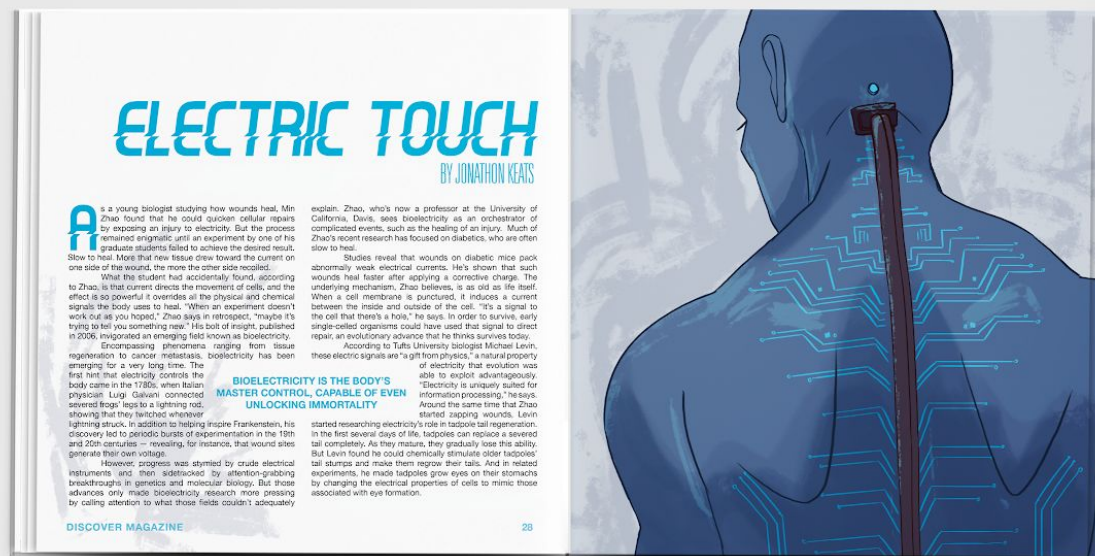 ELECTRIC TOUCH
BY JONATHON KEATS
As a young biologist studying how wounds heal, Min
Zhao found that he could quicken cellular repairs
by exposing an injury to electricity. But the process
remained enigmatic until an experiment by one of his
graduate students failed to achieve the desired result.
Slow to heal. More that new tissue drew toward the current on
one side of the wound, the more the other side recoiled.
What the student had accidentally found, according
to Zhao, is that current directs the movement of cells, and the
effect is so powerful it overrides all the physical and chemical
signals the body uses to heal. "When an experiment doesn't
work out as you hoped," Zhao says in retrospect, "maybe it's
trying to tell you something new." His bolt of insight, published
in 2006, invigorated an emerging field known as bioelectricity.
Encompassing phenomena ranging from tissue
regeneration to cancer metastasis, bioelectricity has been
emerging for a very long time. The
first hint that electricity controls the
body came in the 1780s, when Italian
physician Luigi Galvani connected
severed frogs' legs to a lightning rod,
showing that they twitched whenever
lightning struck. In addition to helping inspire Frankenstein, his
discovery led to periodic bursts of experimentation in the 19th
and 20th centuries — revealing, for instance, that wound sites
generate their own voltage.
However, progress was stymied by crude electrical
instruments and then sidetracked by attention-grabbing
breakthroughs in genetics and molecular biology. But those
advances only made bioelectricity research more pressing
by calling attention to what those fields couldn't adequately
BIOELECTRICITY IS THE BODY'S
MASTER CONTROL, CAPABLE OF EVEN
UNLOCKING IMMORTALITY
explain. Zhao, who's now a professor at the University of
California, Davis, sees bioelectricity as an orchestrator of
complicated events, such as the healing of an injury. Much of
Zhao's recent research has focused on diabetics, who are often
slow to heal.
Studies reveal that wounds on diabetic mice pack
abnormally weak electrical currents. He's shown that such
wounds heal faster after applying a corrective charge. The
underlying mechanism, Zhao believes, is as old as life itself.
When a cell membrane is punctured, it induces a current
between the inside and outside of the cell. "It's a signal to
the cell that there's a hole," he says. In order to survive, early
single-celled organisms could have used that signal to direct
repair, an evolutionary advance that he thinks survives today.
According to Tufts University biologist Michael Levin,
these electric signals are "a gift from physics," a natural property
of electricity that evolution was
able to exploit advantageously.
"Electricity is uniquely suited for
information processing," he says.
Around the same time that Zhao
started zapping wounds, Levin
started researching electricity's role in tadpole tail regeneration.
In the first several days of life, tadpoles can replace a severed
tail completely. As they mature, they gradually lose this ability.
But Levin found he could chemically stimulate older tadpoles'
tail stumps and make them regrow their tails. And in related
experiments, he made tadpoles grow eyes on their stomachs
by changing the electrical properties of cells to mimic those
associated with eye formation.
DISCOVER MAGAZINE
28